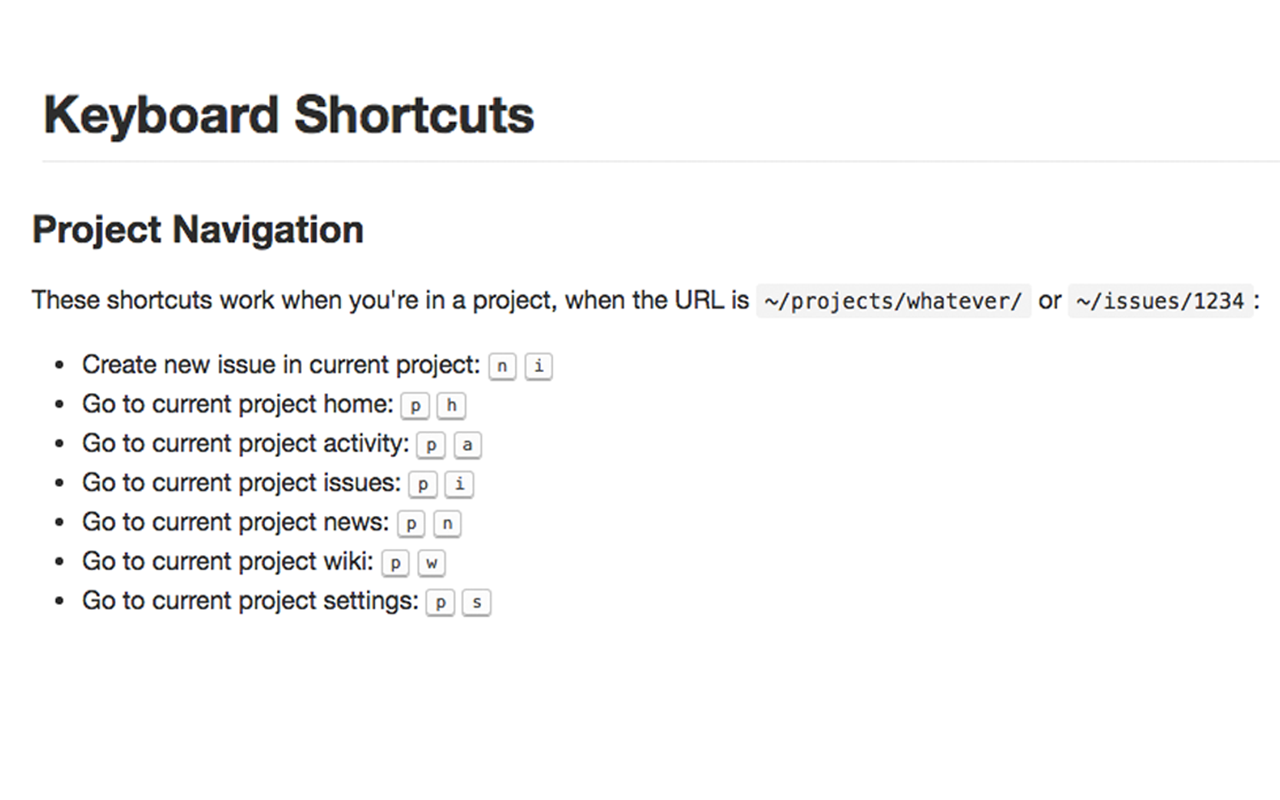 Keyboard Shortcuts
Project Navigation
These shortcuts work when you're in a project, when the URL is ~/projects/whatever/ or ~/issues/1234 :
• Create new issue in current project: n i
• Go to current project home: p h
• Go to current project activity: p a
• Go to current project issues: p i
• Go to current project news: p n
• Go to current project wiki: p w
• Go to current project settings: p s